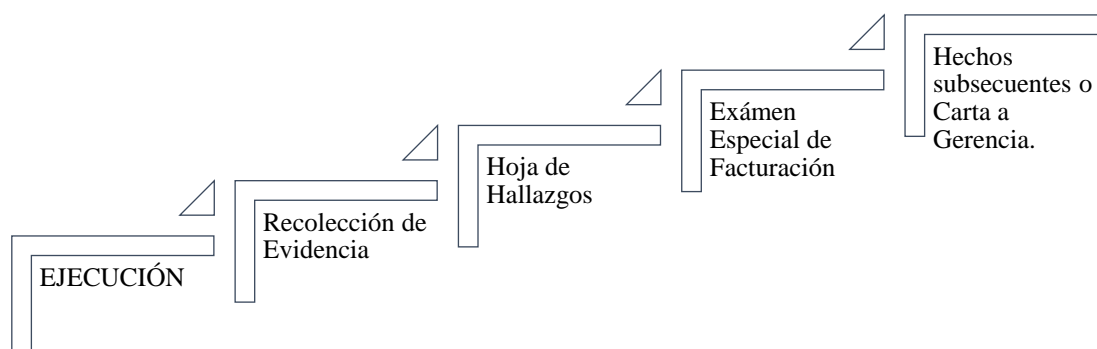 EJECUCIÓN
Recolección de
Evidencia
Hoja de
Hallazgos
Exámen
Especial de
Facturación
Hechos
subsecuentes o
Carta a
Gerencia.